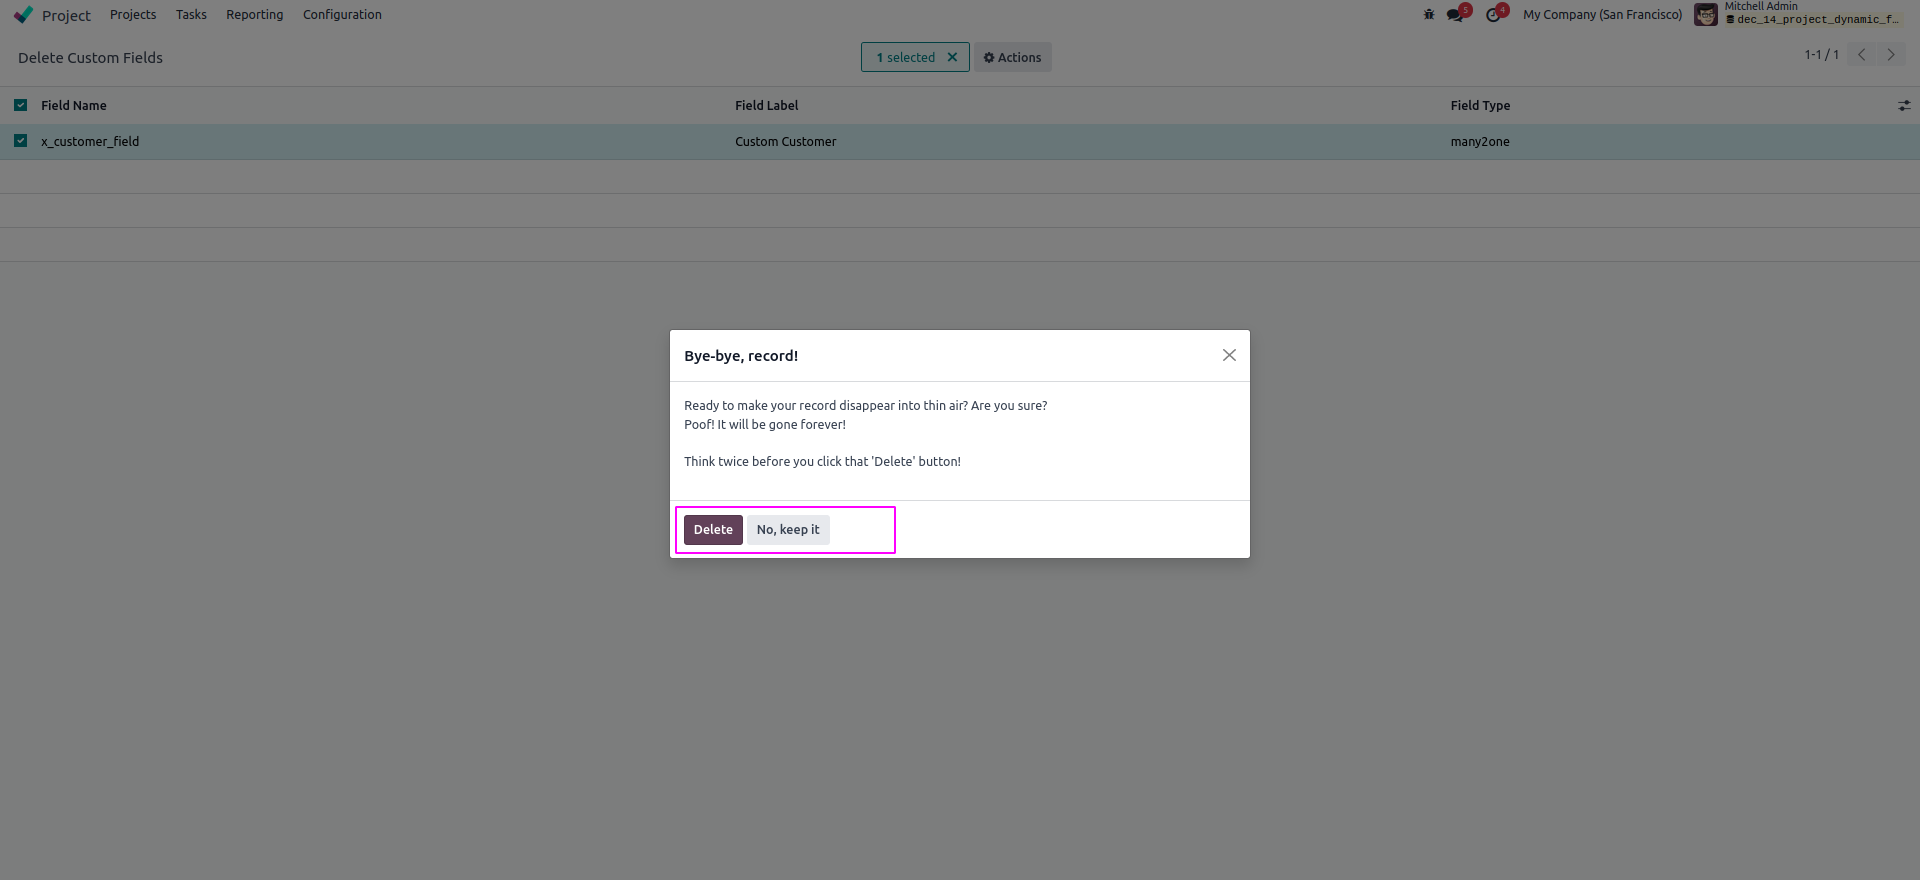 Project Projects Tasks Reporting Configuration
5 4 My Company (San Francisco) Mitchell Admin
dec_14_project_dynamic_f...
Delete Custom Fields 1 selected Actions 1-1 / 1
Field Name Field Label Field Type
x_customer_field Custom Customer many2one
Bye-bye, record!
Ready to make your record disappear into thin air? Are you sure?
Poof! It will be gone forever!
Think twice before you click that 'Delete' button!
Delete No, keep it